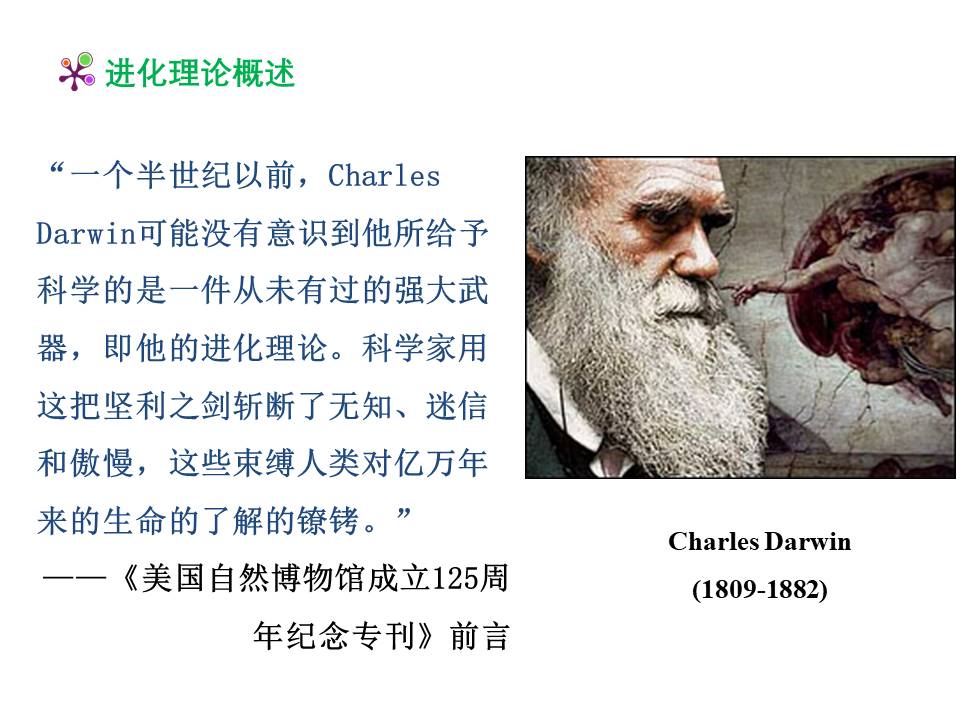 进化理论概述
“一个半世纪以前，Charles
Darwin可能没有意识到他所给予
科学的是一件从未有过的强大武
器，即他的进化理论。科学家用
这把坚利之剑斩断了无知、迷信
和傲慢，这些束缚人类对亿万年
来的生命的了解的镣铐。”
——《美国自然博物馆成立125周
年纪念专刊》前言
Charles Darwin
(1809-1882)